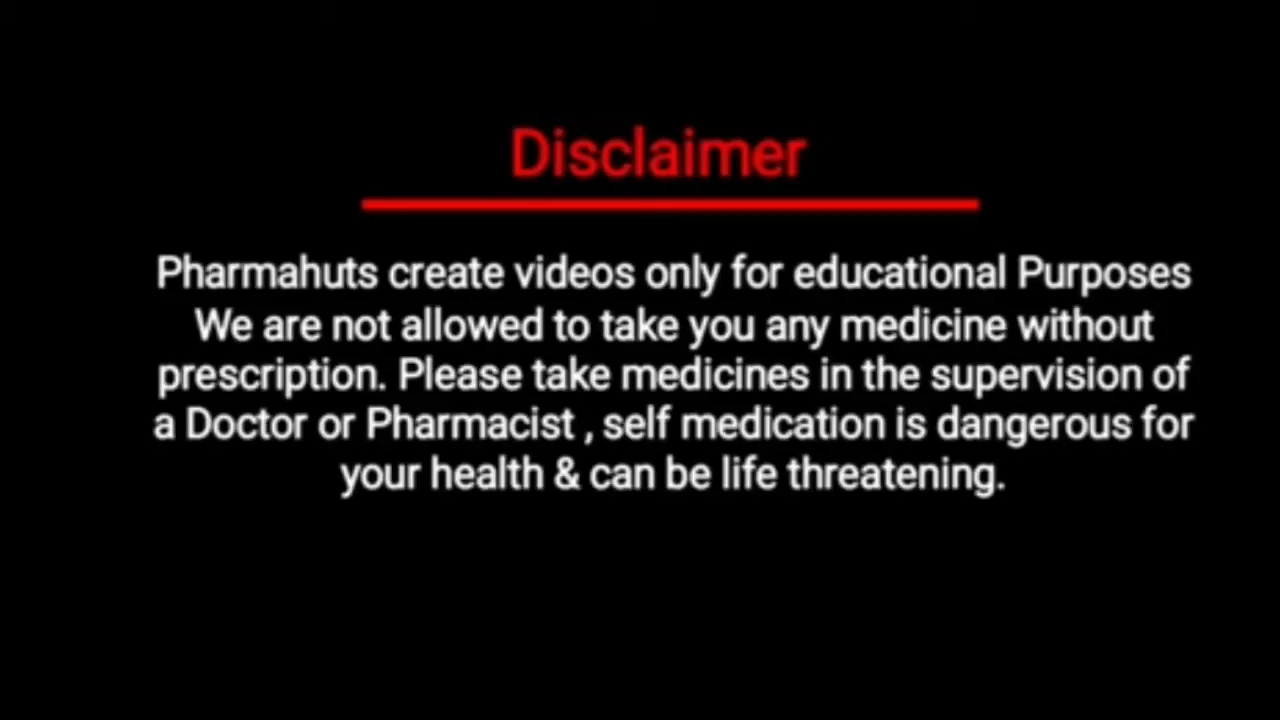 Disclaimer
Pharmahuts create videos only for educational Purposes
We are not allowed to take you any medicine without
prescription. Please take medicines in the supervision of
a Doctor or Pharmacist , self medication is dangerous for
your health & can be life threatening.